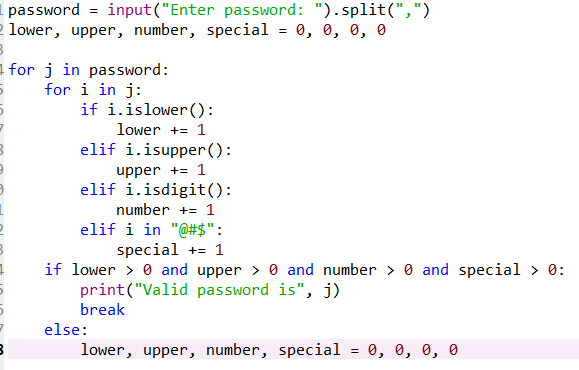 password = input("Enter password: ").split(",")
lower, upper, number, special = 0, 0, 0, 0

for j in password:
    for i in j:
        if i.islower():
            lower += 1
        elif i.isupper():
            upper += 1
        elif i.isdigit():
            number += 1
        elif i in "@#$":
            special += 1
    if lower > 0 and upper > 0 and number > 0 and special > 0:
        print("Valid password is", j)
        break
    else:
        lower, upper, number, special = 0, 0, 0, 0